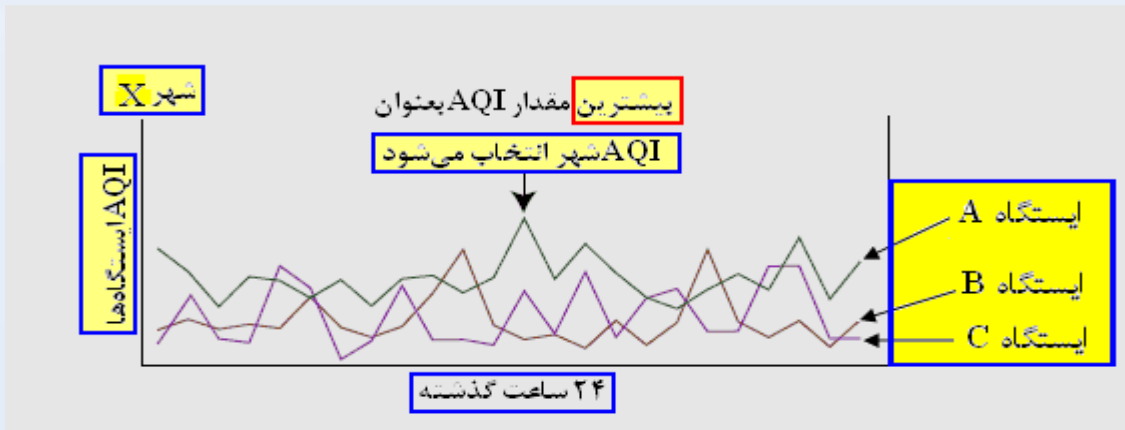 شهر X
بیشترین مقدار AQI بعنوان
AQI شهر انتخاب می‌شود
AQI ایستگاه‌ها
ایستگاه A
ایستگاه B
ایستگاه C
۲۴ ساعت گذشته